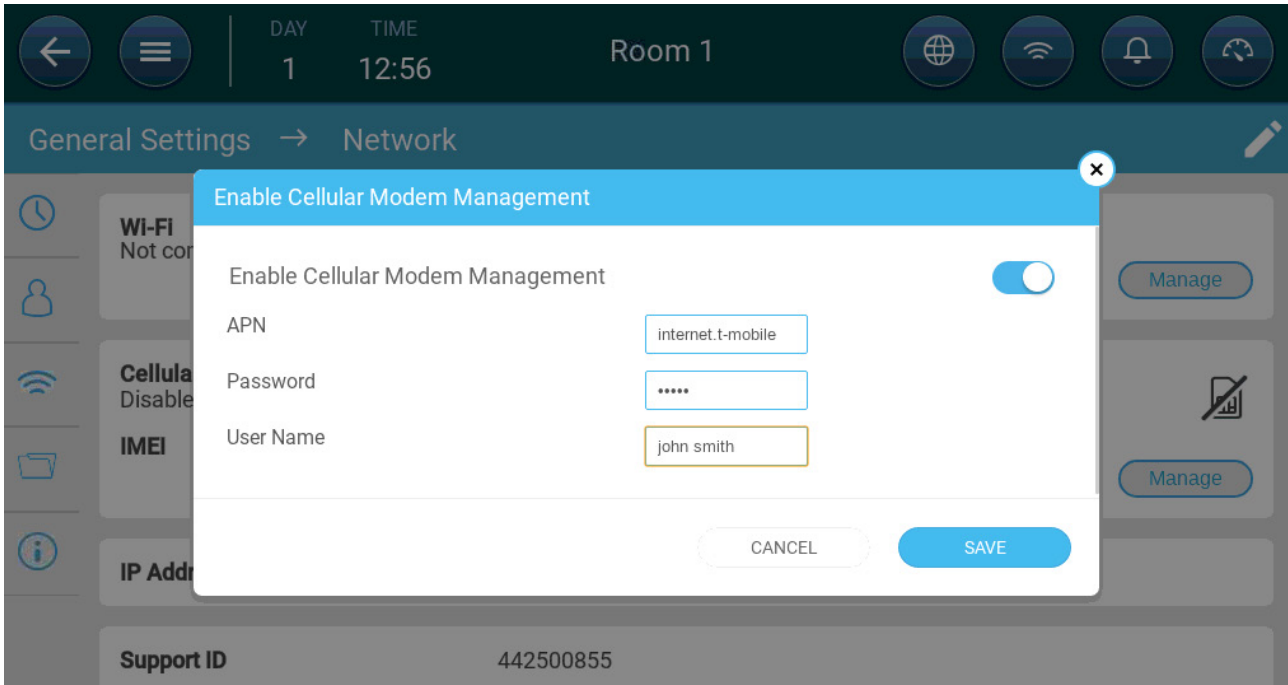 DAY TIME
1 12:56 Room 1
General Settings → Network
Enable Cellular Modem Management
Wi-Fi
Not cor
Enable Cellular Modem Management
Manage
APN
internet.t-mobile
Cellula
Disable
Password
•••••
IMEI
User Name
john smith
Manage
CANCEL SAVE
IP Addr
Support ID 442500855